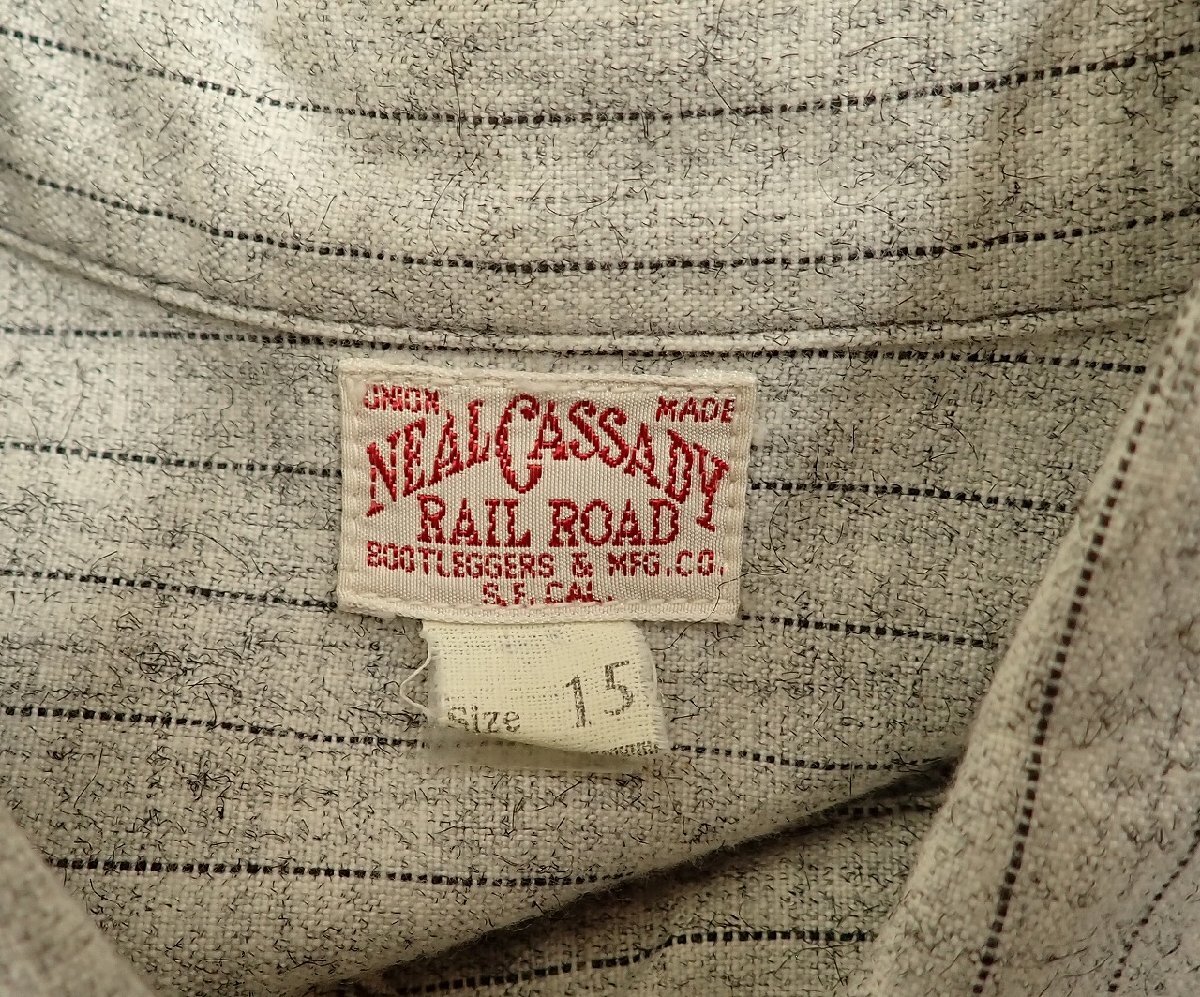 UNION MADE
NEAL CASSADY
RAIL ROAD
BOOTLEGGERS & MFG.CO.
S.F. CAL.
Size 15